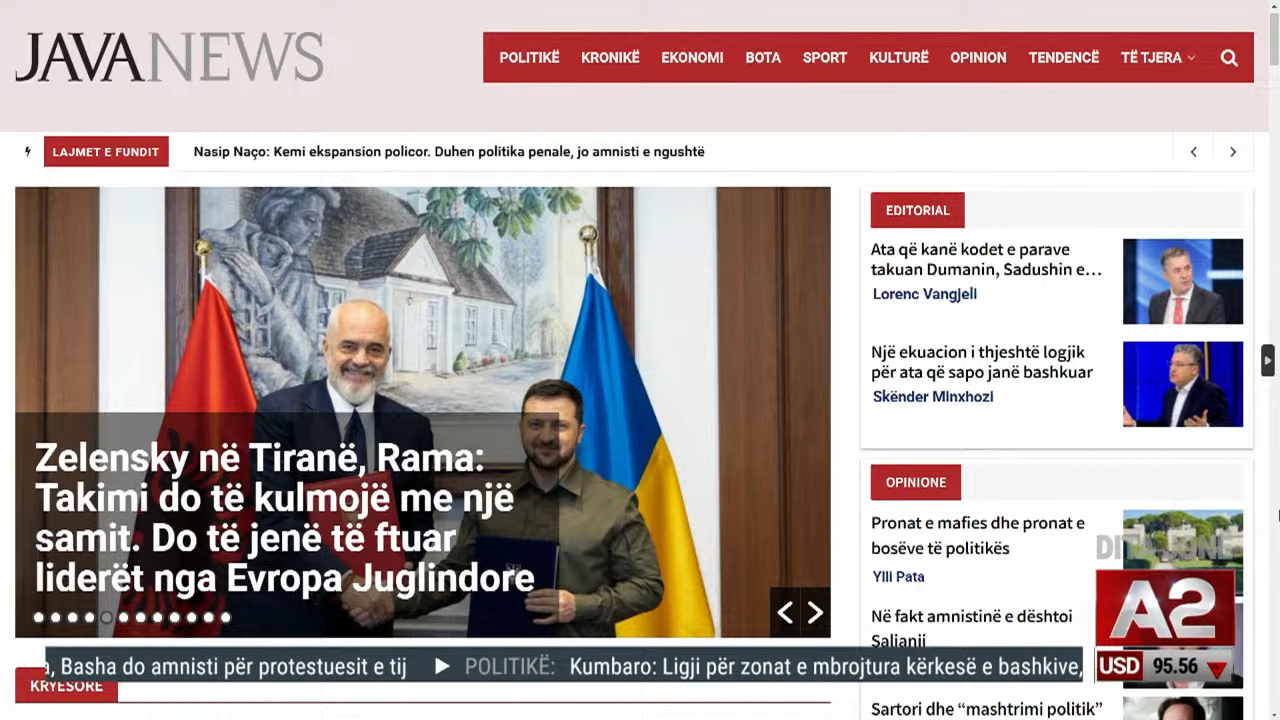 JAVANEWS
POLITIKË KRONIKË EKONOMI BOTA SPORT KULTURË OPINION TENDENCË TË TJERA
LAJMET E FUNDIT
Nasip Naço: Kemi ekspansion policor. Duhen politika penale, jo amnisti e ngushtë
Zelensky në Tiranë, Rama:
Takimi do të kulmojë me një
samit. Do të jenë të ftuar
liderët nga Evropa Juglindore
EDITORIAL
Ata që kanë kodet e parave
takuan Dumanin, Sadushin e…
Lorenc Vangjeli
Një ekuacion i thjeshtë logjik
për ata që sapo janë bashkuar
Skënder Minxhozi
OPINIONE
Pronat e mafies dhe pronat e
bosëve të politikës
Ylli Pata
Në fakt amnistinë e dështoi
Salianji
Sartori dhe “mashtrimi politik”
DITA JONË
A2
USD 95.56
a, Basha do amnisti për protestuesit e tij ▶ POLITIKË: Kumbaro: Ligji për zonat e mbrojtura kërkesë e bashkive,
KRYESORE